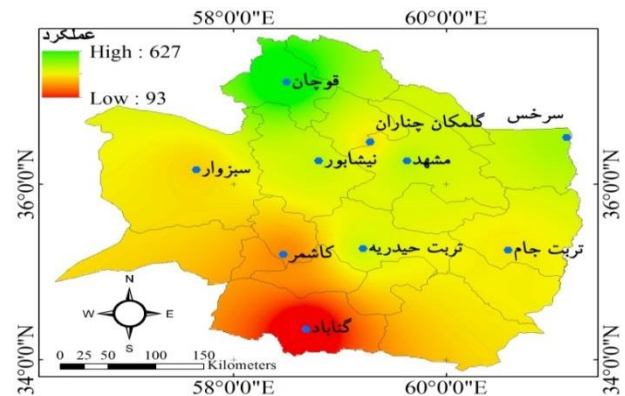 58°0'0"E
60°0'0"E
عملکرد
High : 627
Low : 93
قوچان
سرخس
گلمکان چناران
نیشابور
مشهد
سبزوار
36°0'0"N
36°0'0"N
کاشمر
تربت حیدریه
تربت جام
گناباد
N
W
E
S
0 25 50 100 150
Kilometers
34°0'0"N
34°0'0"N
58°0'0"E
60°0'0"E